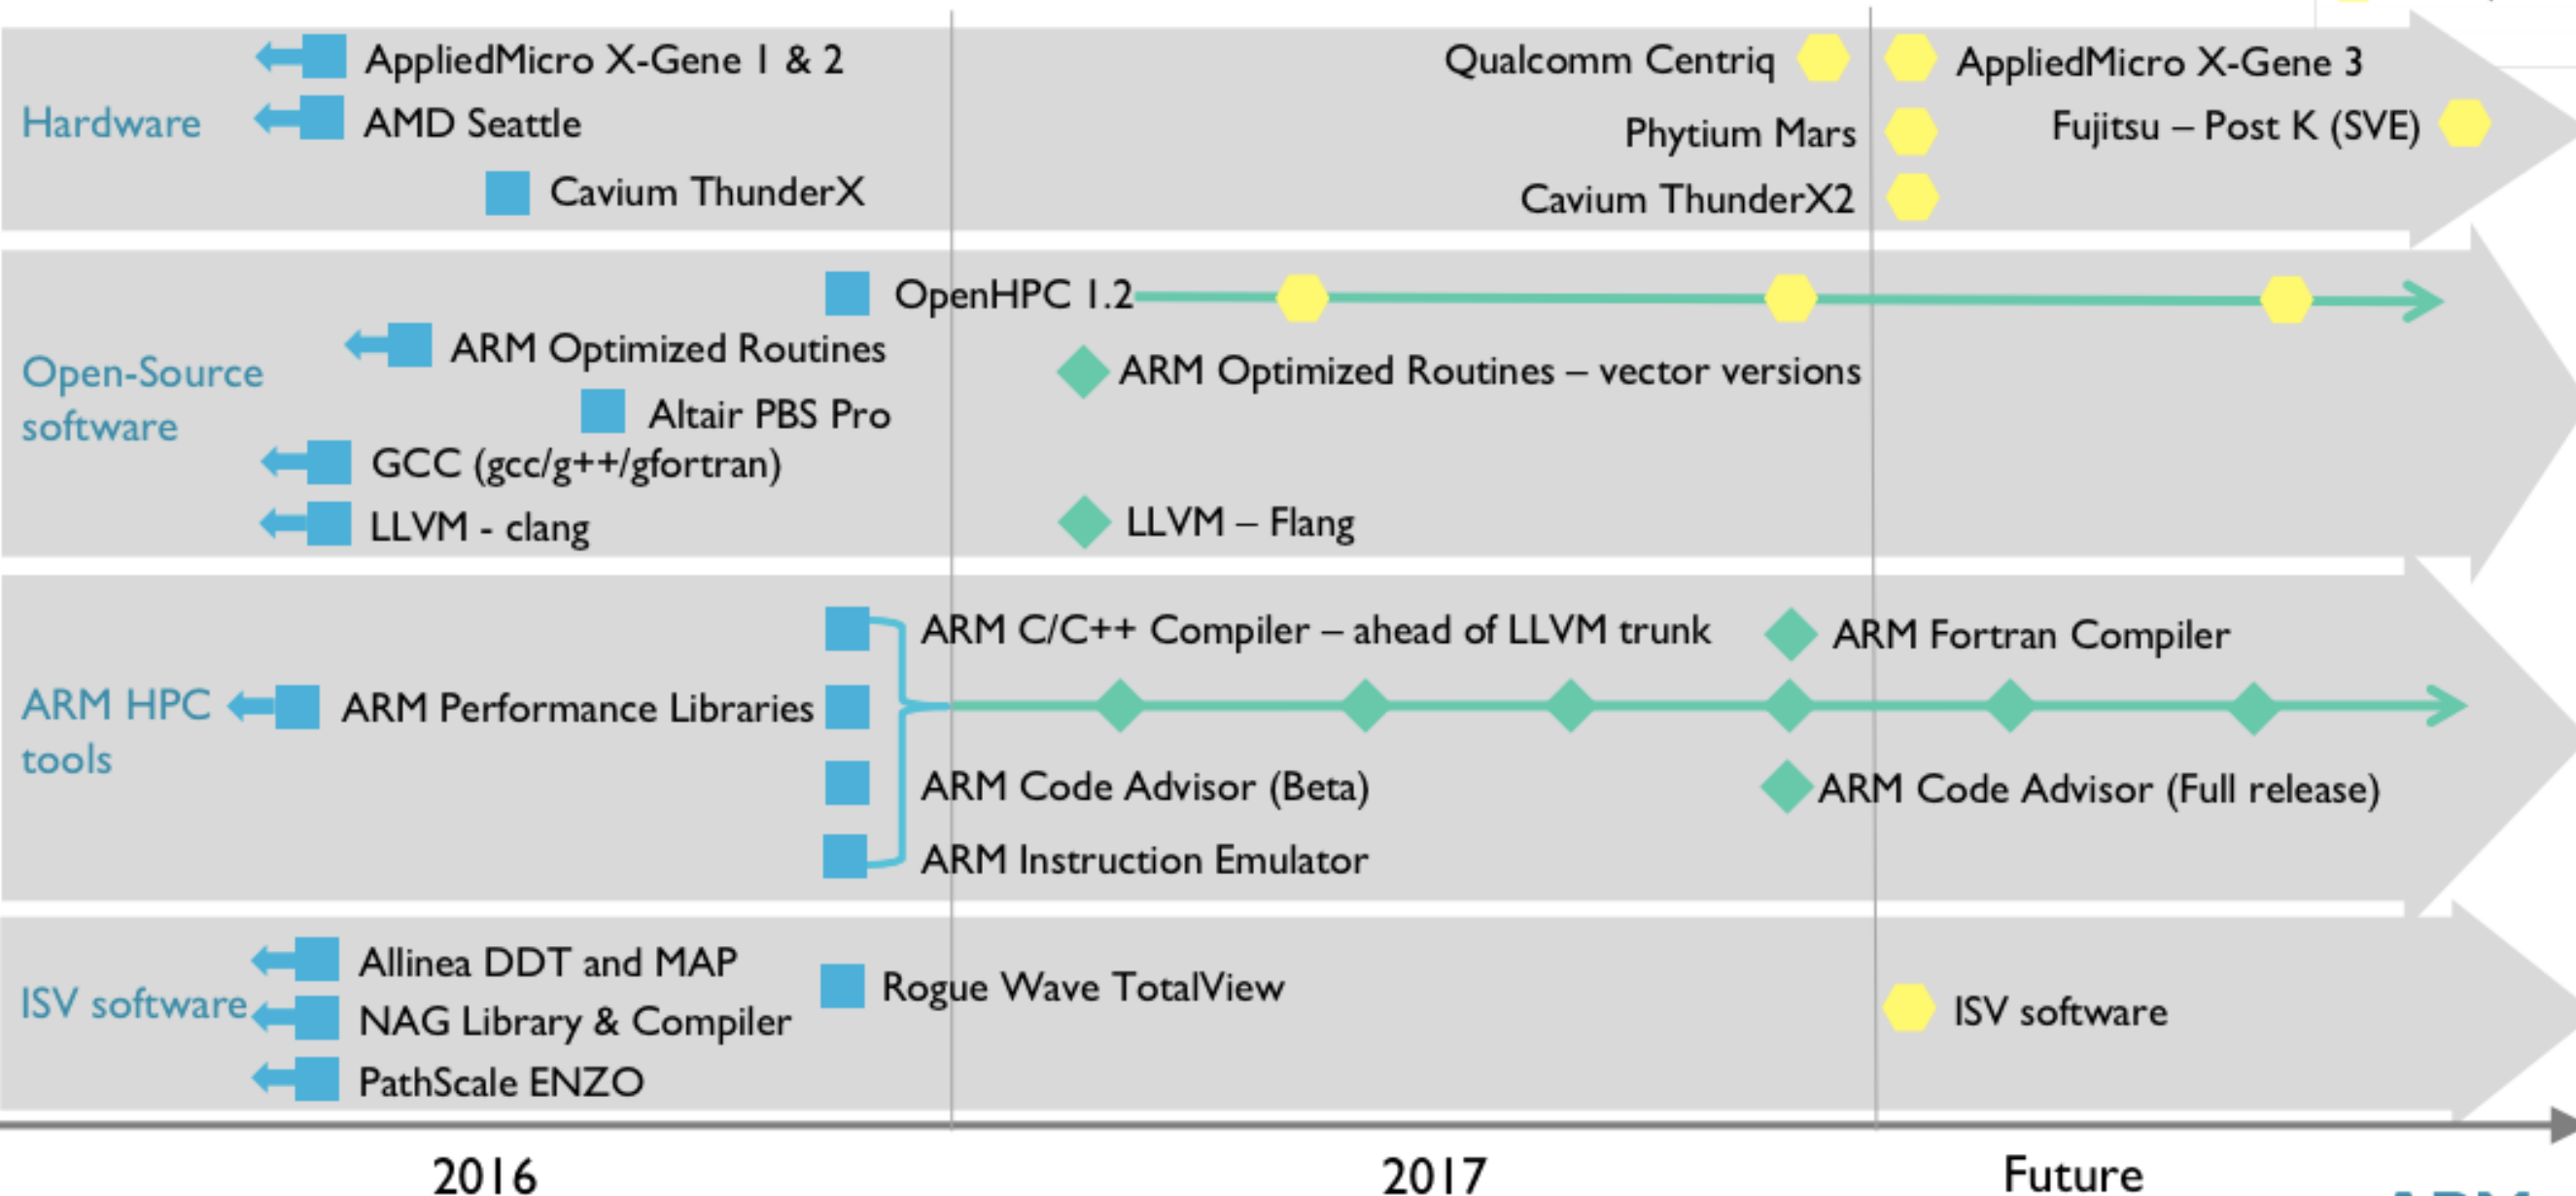 AppliedMicro X-Gene 1 & 2
Qualcomm Centriq
AppliedMicro X-Gene 3
Hardware
AMD Seattle
Phytium Mars
Fujitsu – Post K (SVE)
Cavium ThunderX
Cavium ThunderX2
OpenHPC 1.2
ARM Optimized Routines
ARM Optimized Routines – vector versions
Open-Source
software
Altair PBS Pro
GCC (gcc/g++/gfortran)
LLVM - clang
LLVM – Flang
ARM C/C++ Compiler – ahead of LLVM trunk
ARM Fortran Compiler
ARM HPC
tools
ARM Performance Libraries
ARM Code Advisor (Beta)
ARM Code Advisor (Full release)
ARM Instruction Emulator
Allinea DDT and MAP
Rogue Wave TotalView
ISV software
NAG Library & Compiler
ISV software
PathScale ENZO
2016
2017
Future